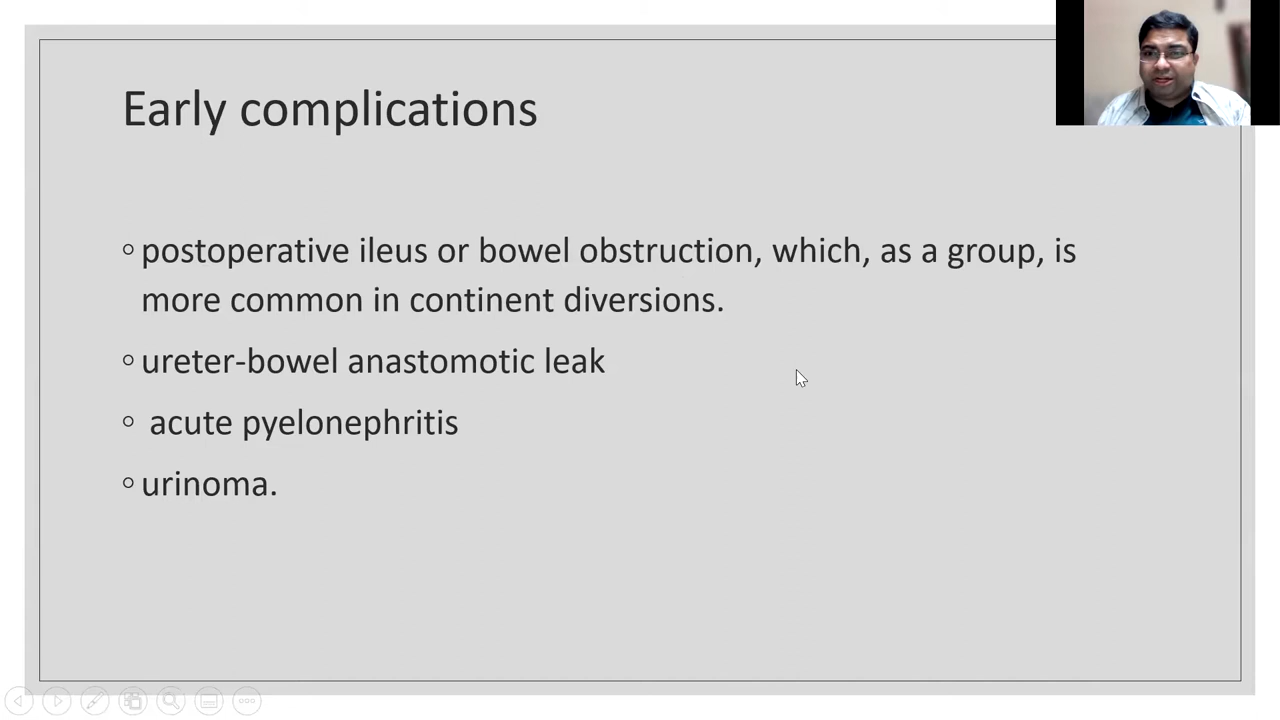 Early complications
postoperative ileus or bowel obstruction, which, as a group, is
more common in continent diversions.
ureter-bowel anastomotic leak
acute pyelonephritis
urinoma.